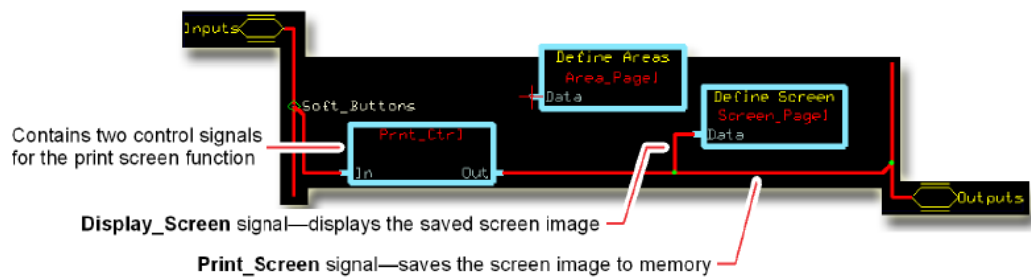 Inputs
Define Areas
Area_Page1
Data
Define Screen
Screen_Page1
Data
Soft_Buttons
Contains two control signals
for the print screen function
Prnt_Ctrl
In Out
Outputs
Display_Screen signal—displays the saved screen image
Print_Screen signal—saves the screen image to memory